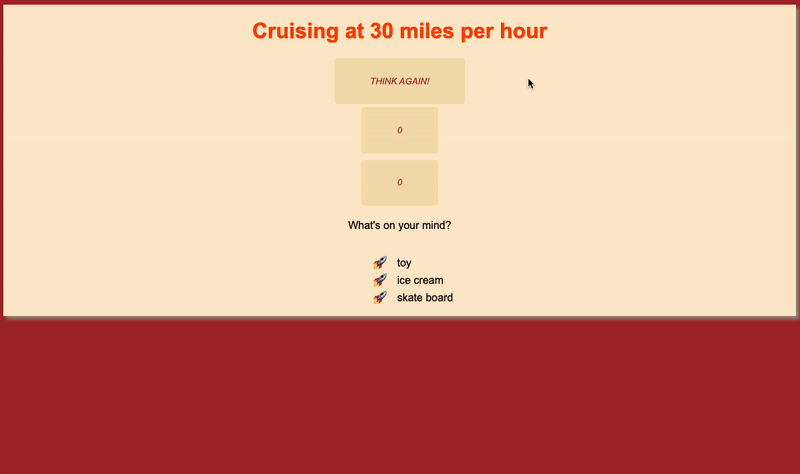 Cruising at 30 miles per hour
THINK AGAIN!
0
0
What's on your mind?
toy
ice cream
skate board